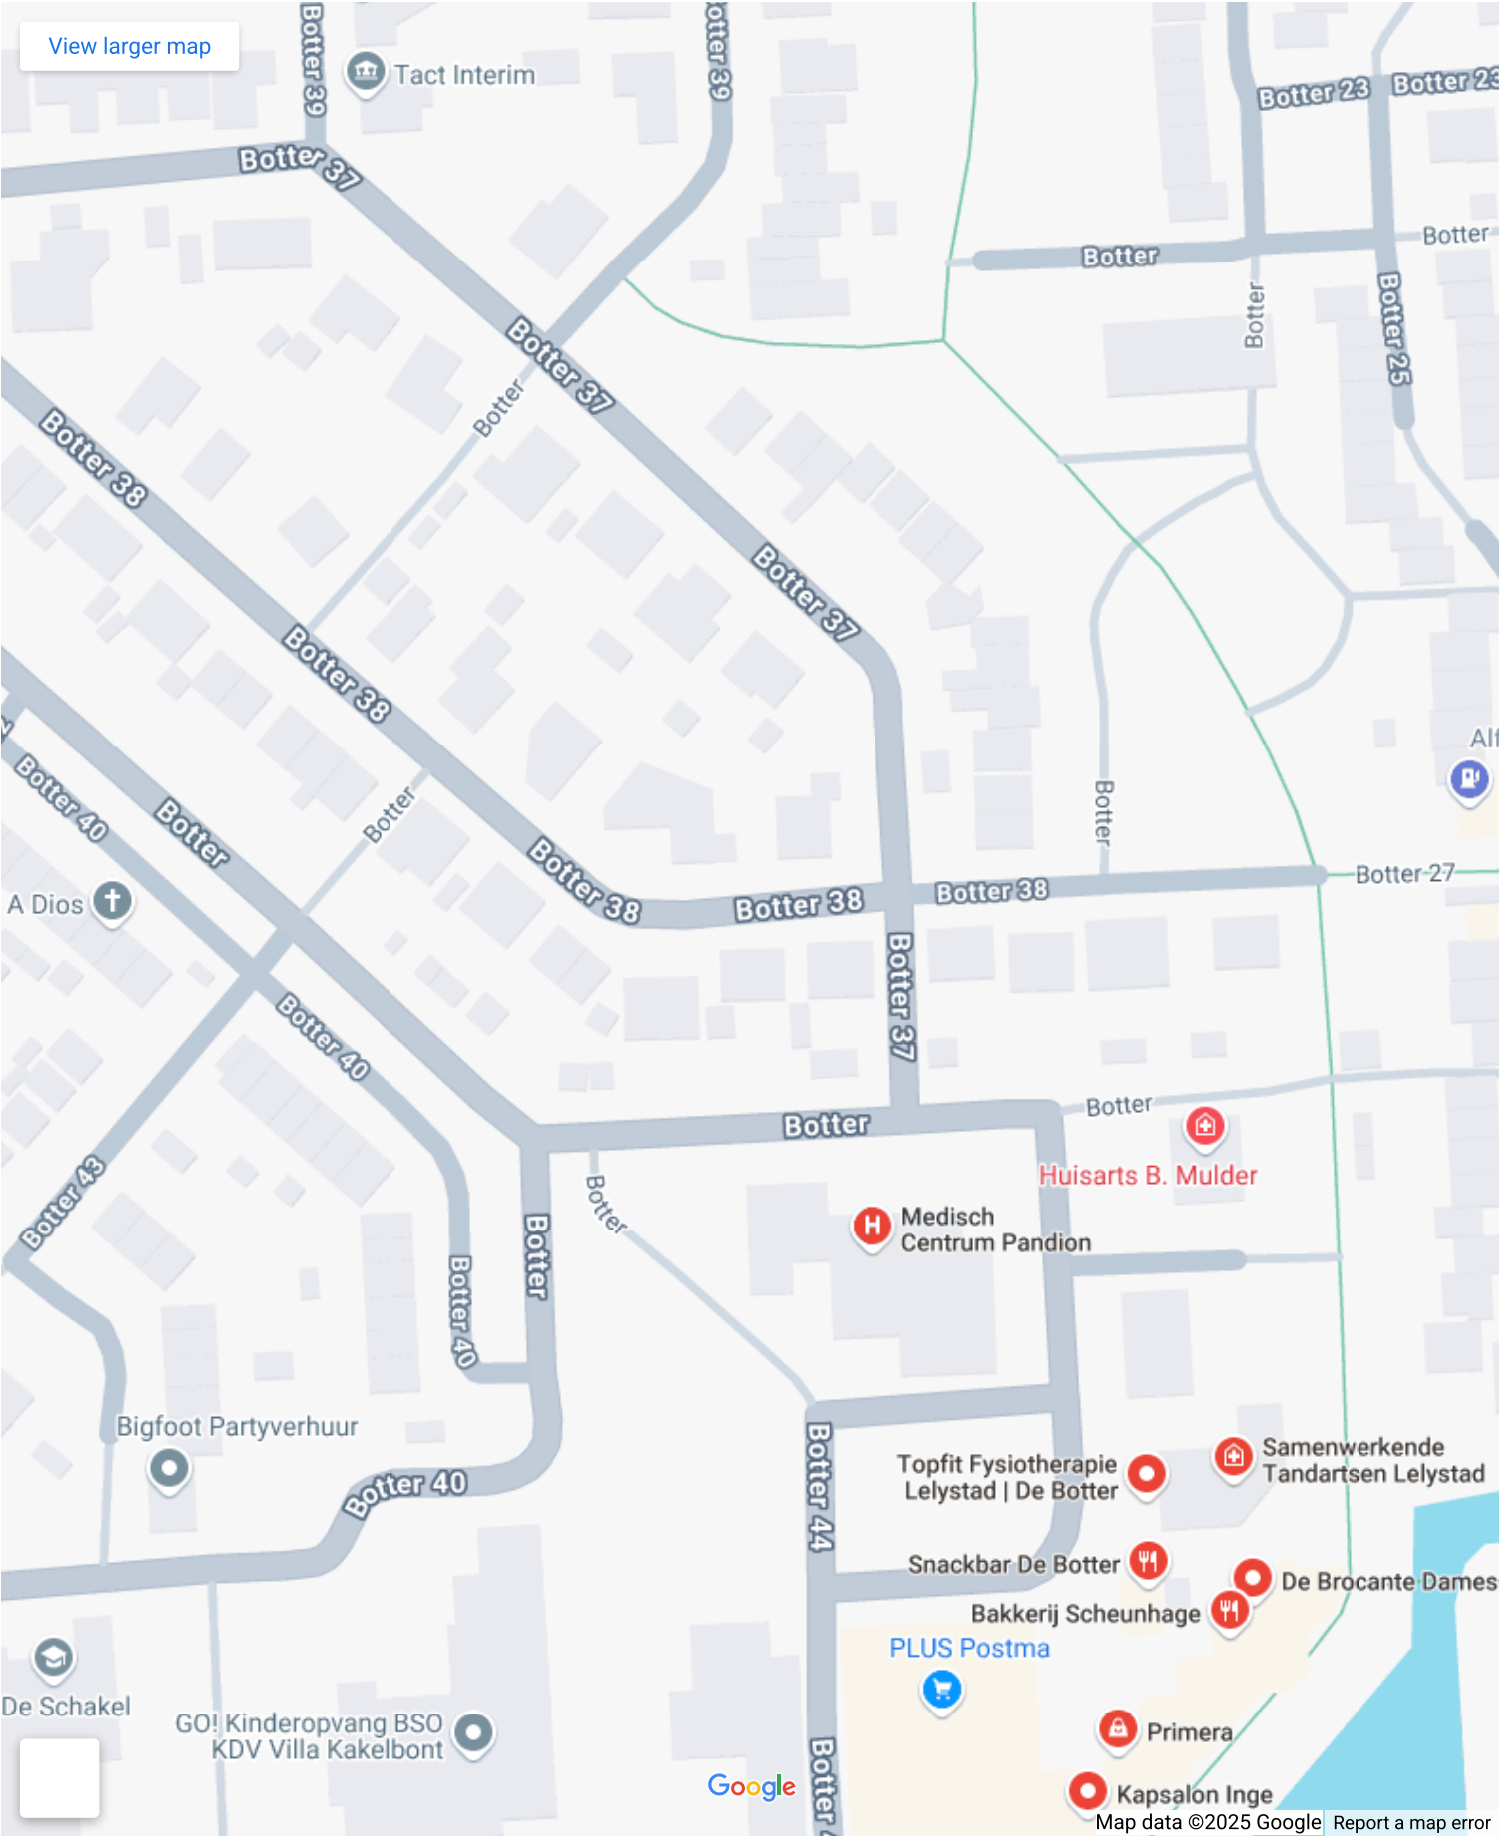 View larger map
Botter 39
Tact Interim
Botter 39
Botter 23
Botter 23
Botter 37
Botter
Botter
Botter
Botter 25
Botter 37
Botter
Botter 38
Botter 37
Botter 38
Alf
Botter 40
Botter
Botter
Botter
Botter 38
Botter 38
Botter 38
Botter 27
A Dios
Botter 37
Botter 40
Botter
Botter
Huisarts B. Mulder
Botter 43
Botter
Botter
Botter 40
Medisch
Centrum Pandion
Bigfoot Partyverhuur
Botter 40
Botter 44
Topfit Fysiotherapie
Lelystad | De Botter
Samenwerkende
Tandartsen Lelystad
Snackbar De Botter
De Brocante Dames
Bakkerij Scheunhage
PLUS Postma
De Schakel
GO! Kinderopvang BSO
KDV Villa Kakelbont
Primera
Botter
Google
Kapsalon Inge
Map data ©2025 Google
Report a map error